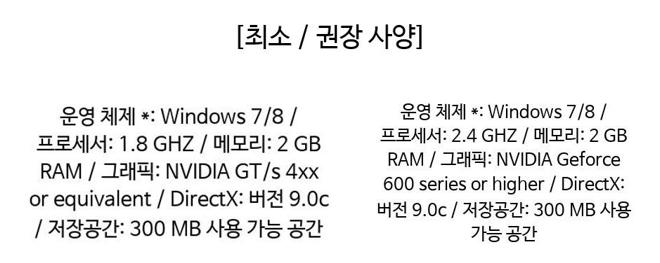 [최소 / 권장 사양]
운영 체제 *: Windows 7/8 /
프로세서: 1.8 GHZ / 메모리: 2 GB
RAM / 그래픽: NVIDIA GT/s 4xx
or equivalent / DirectX: 버전 9.0c
/ 저장공간: 300 MB 사용 가능 공간
운영 체제 *: Windows 7/8 /
프로세서: 2.4 GHZ / 메모리: 2 GB
RAM / 그래픽: NVIDIA Geforce
600 series or higher / DirectX:
버전 9.0c / 저장공간: 300 MB 사용
가능 공간